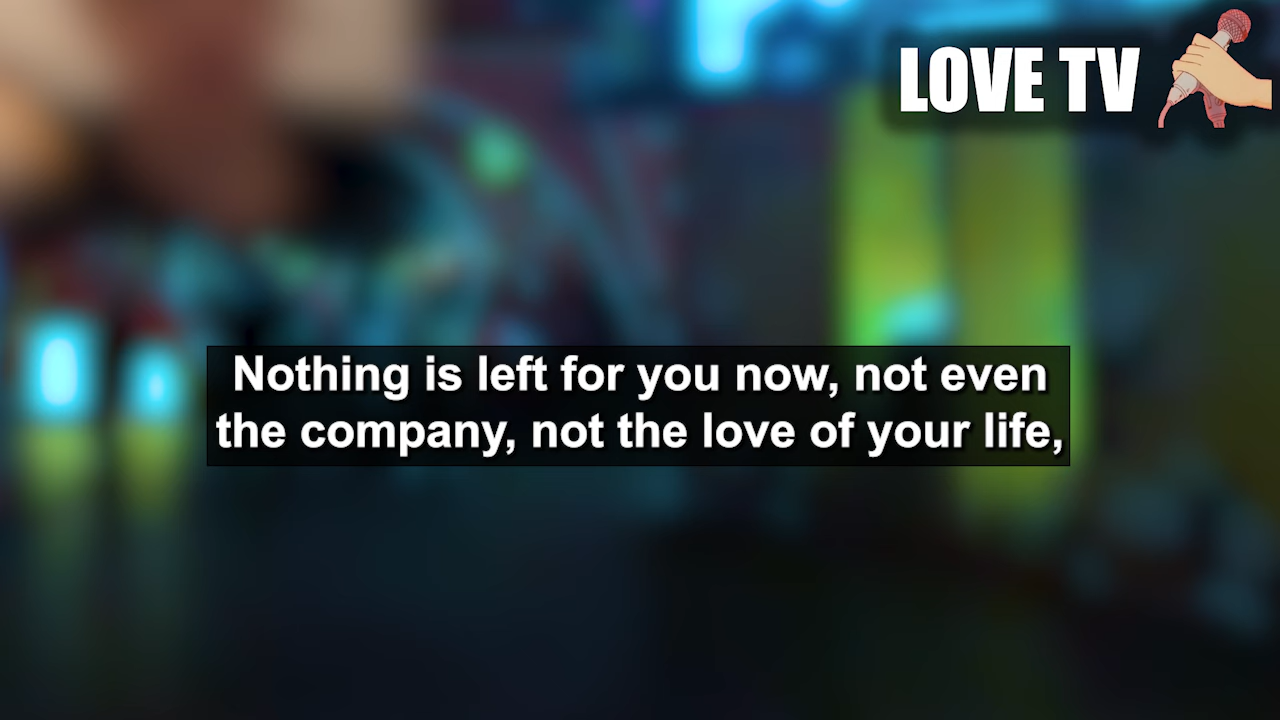 LOVE TV
Nothing is left for you now, not even
the company, not the love of your life,